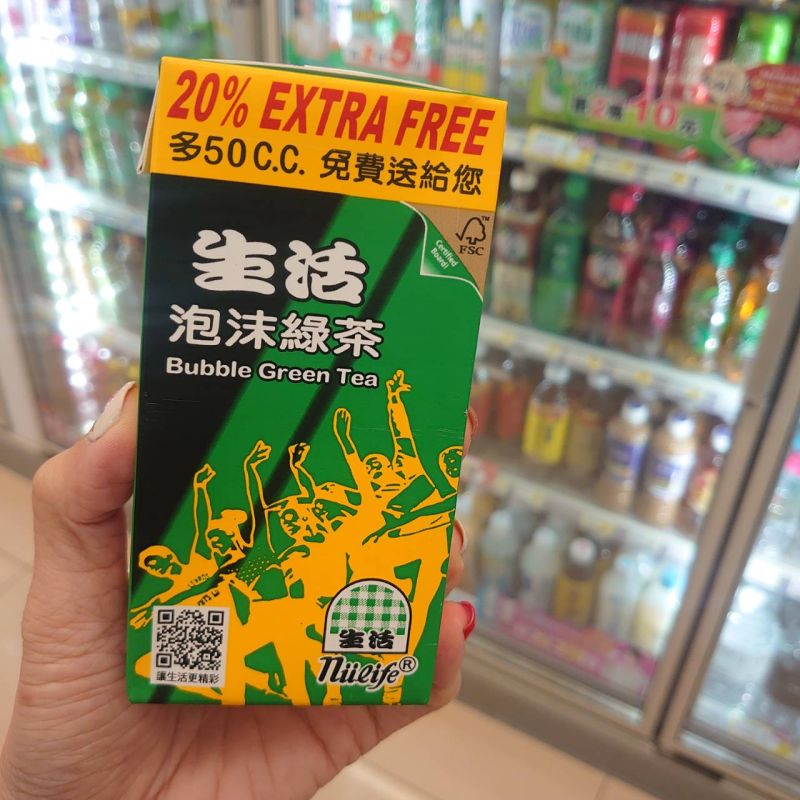 20% EXTRA FREE
多50 C.C. 免費送給您
生活
泡沫綠茶
Bubble Green Tea
FSC™
Certified
Board!
生活
Nülife®
讓生活更精彩